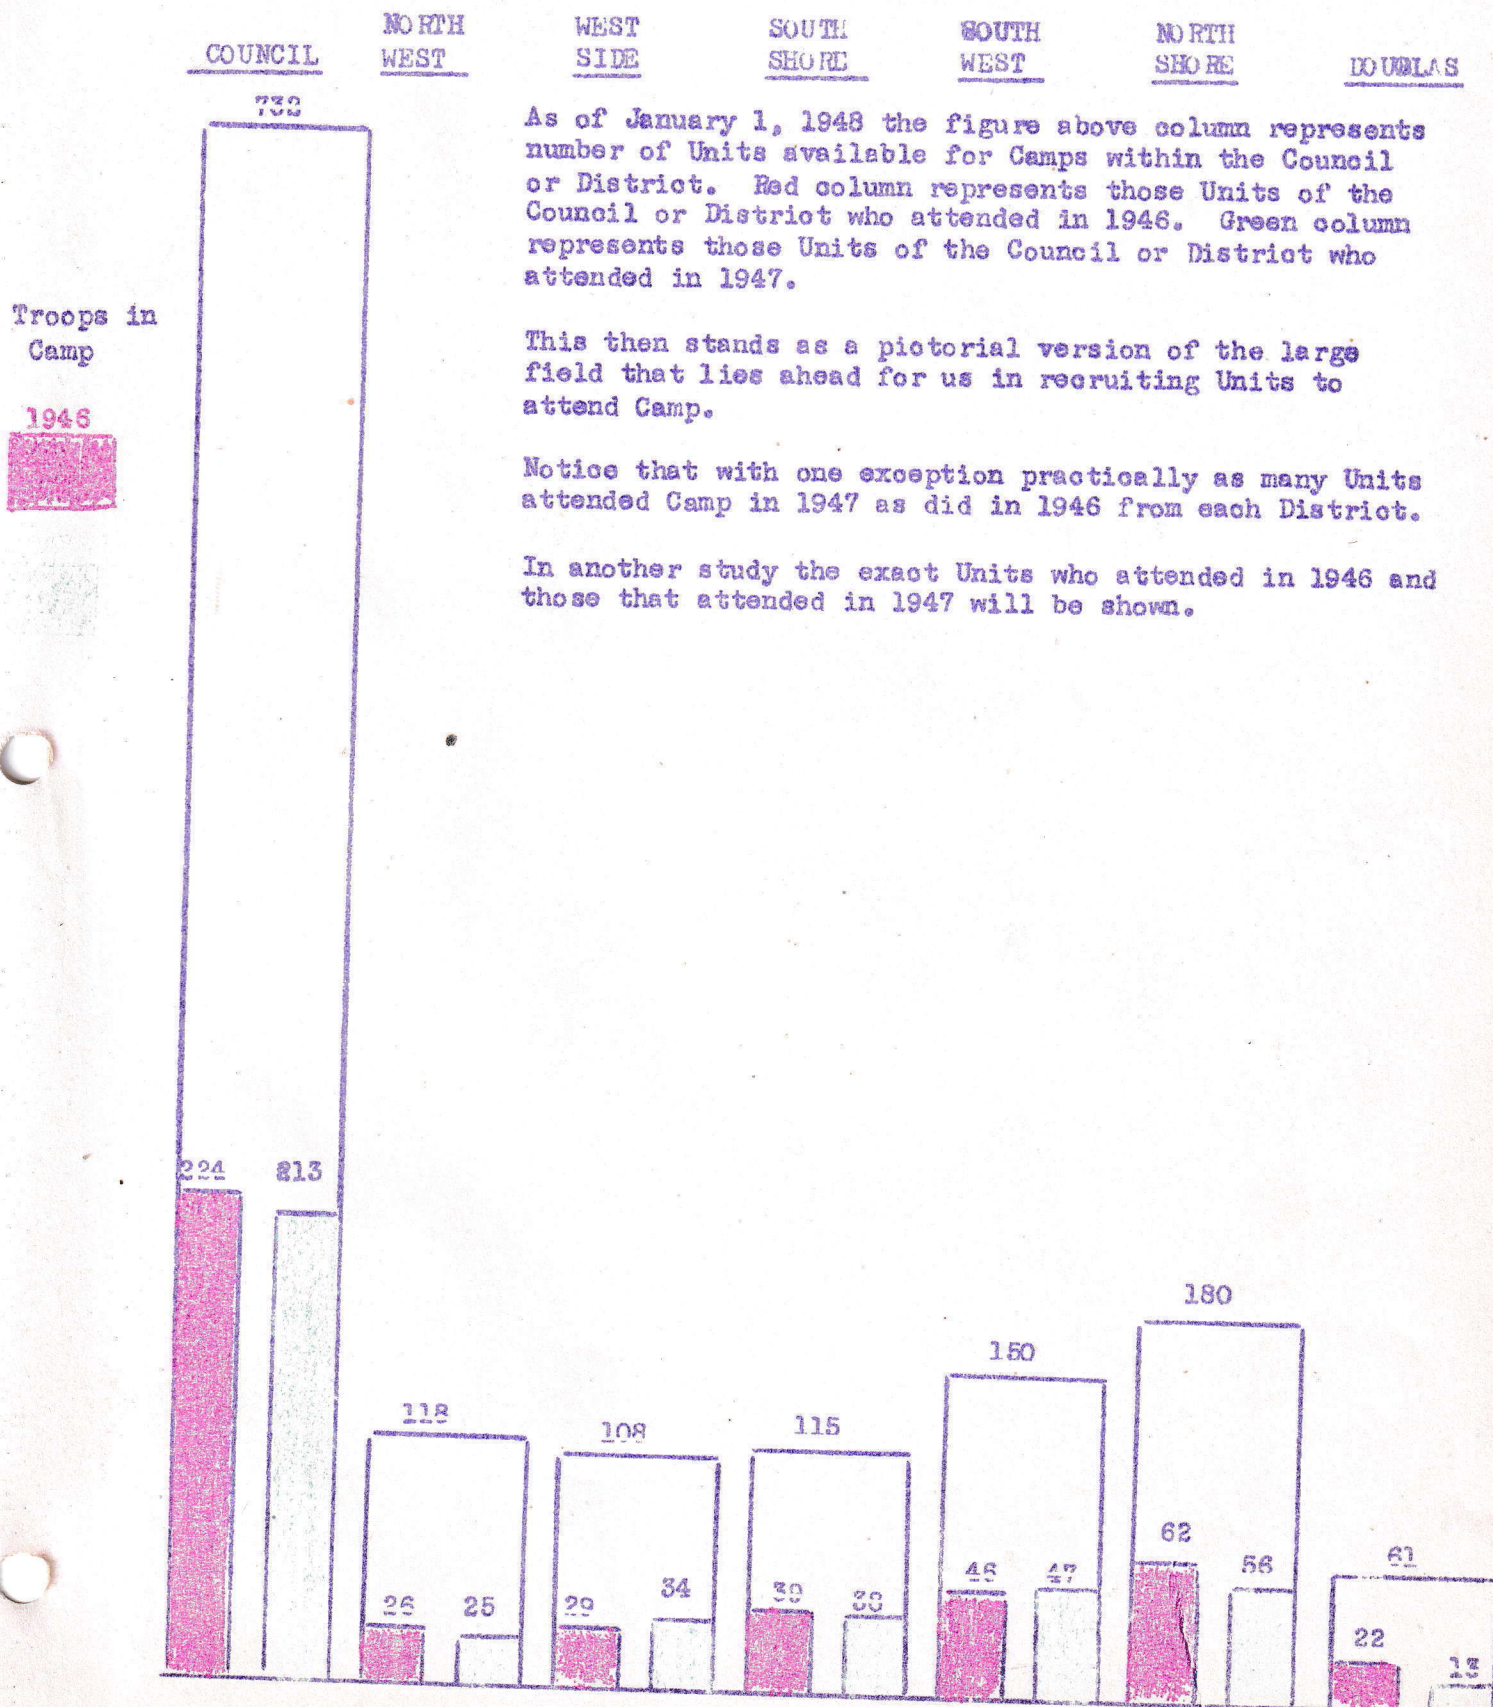 COUNCIL
NORTH
WEST
WEST
SIDE
SOUTH
SHORE
SOUTH
WEST
NORTH
SHORE
DOUGLAS
732
As of January 1, 1948 the figure above column represents
number of Units available for Camps within the Council
or District. Red column represents those Units of the
Council or District who attended in 1946. Green column
represents those Units of the Council or District who
attended in 1947.
This then stands as a pictorial version of the large
field that lies ahead for us in recruiting Units to
attend Camp.
Notice that with one exception practically as many Units
attended Camp in 1947 as did in 1946 from each District.
In another study the exact Units who attended in 1946 and
those that attended in 1947 will be shown.
Troops in
Camp
1946
224 213
118
26 25
108
29 34
115
39 38
150
46 47
180
62 56
61
22 13